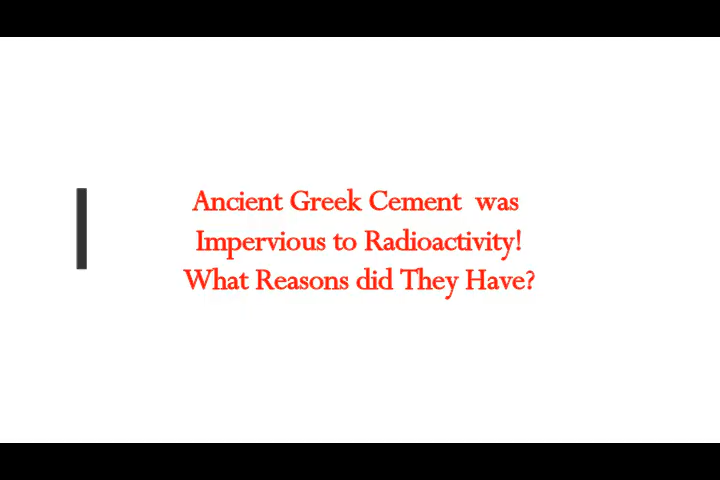 Ancient Greek Cement was
Impervious to Radioactivity!
What Reasons did They Have?